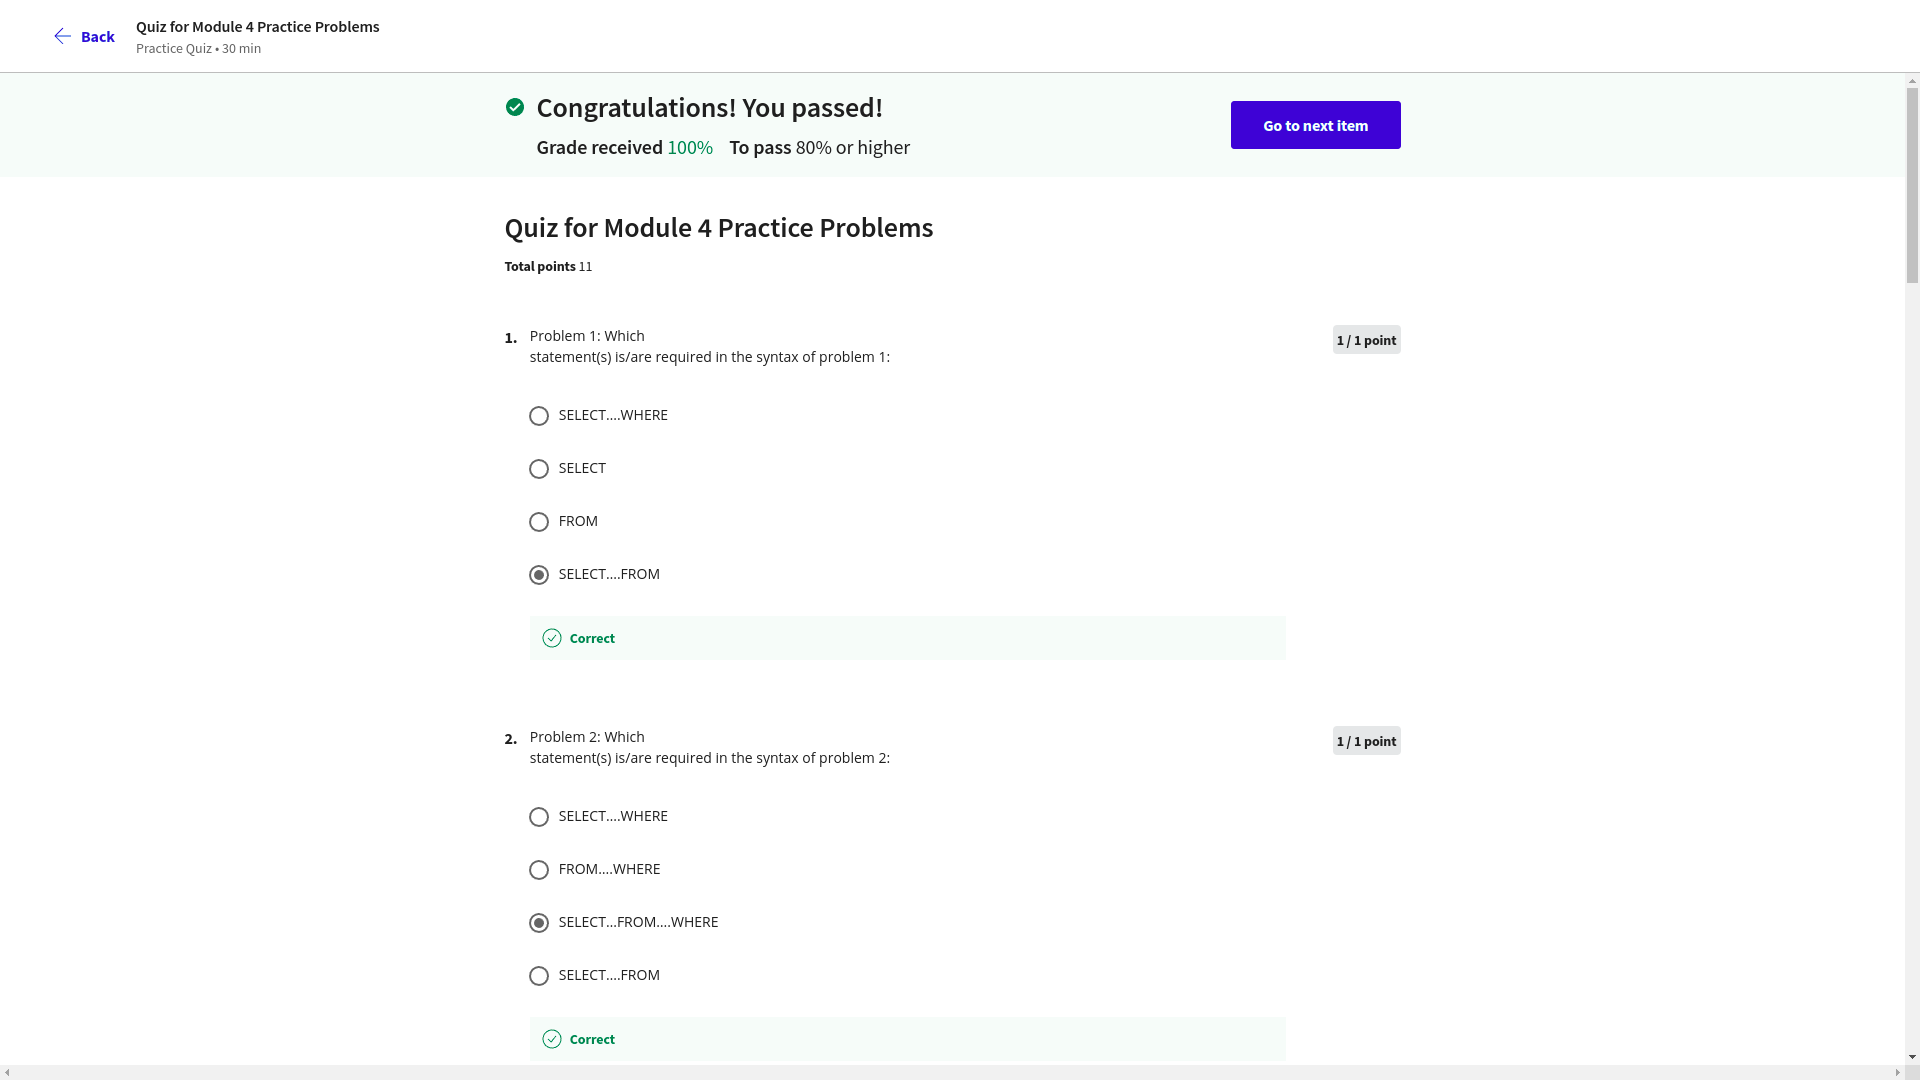 Back
Quiz for Module 4 Practice Problems
Practice Quiz • 30 min
Congratulations! You passed!
Grade received 100% To pass 80% or higher
Go to next item
Quiz for Module 4 Practice Problems
Total points 11
1. Problem 1: Which
statement(s) is/are required in the syntax of problem 1:
1 / 1 point
SELECT....WHERE
SELECT
FROM
SELECT....FROM
Correct
2. Problem 2: Which
statement(s) is/are required in the syntax of problem 2:
1 / 1 point
SELECT....WHERE
FROM....WHERE
SELECT...FROM....WHERE
SELECT....FROM
Correct